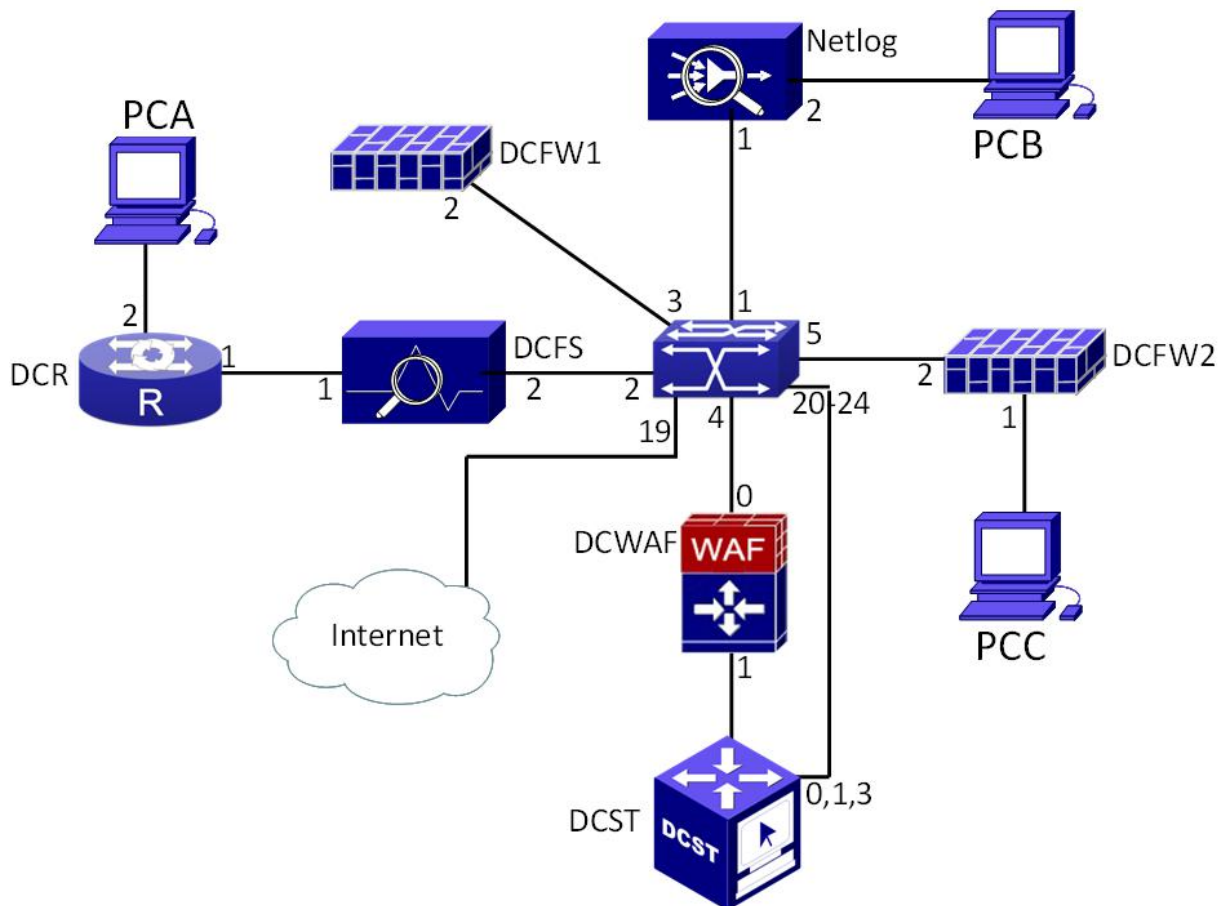 Netlog
PCA
2
DCFW1
1
PCB
2
2
3
1
5
DCR
1
DCFS
DCFW2
R
1
2
2
2
19
4
20-24
1
0
DCWAF
WAF
Internet
PCC
1
0,1,3
DCST
DCST